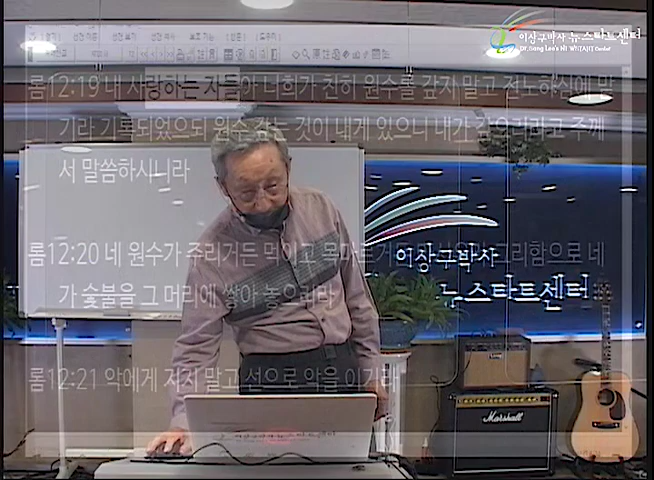 이상구박사 뉴스타트센터
Dr. Sang Lee's NEWSTART Center
롬12:19 내 사랑하는 자들아 너희가 친히 원수를 갚지 말고 진노하심에 맡
기라 기록되었으되 원수 갚는 것이 내게 있으니 내가 갚으리라고 주께
서 말씀하시니라
롬12:20 네 원수가 주리거든 먹이고 목마르거든 마시우라 그리함으로 네
가 숯불을 그 머리에 쌓아 놓으리라
롬12:21 악에게 지지 말고 선으로 악을 이기라
이상구박사
뉴스타트센터
Marshall